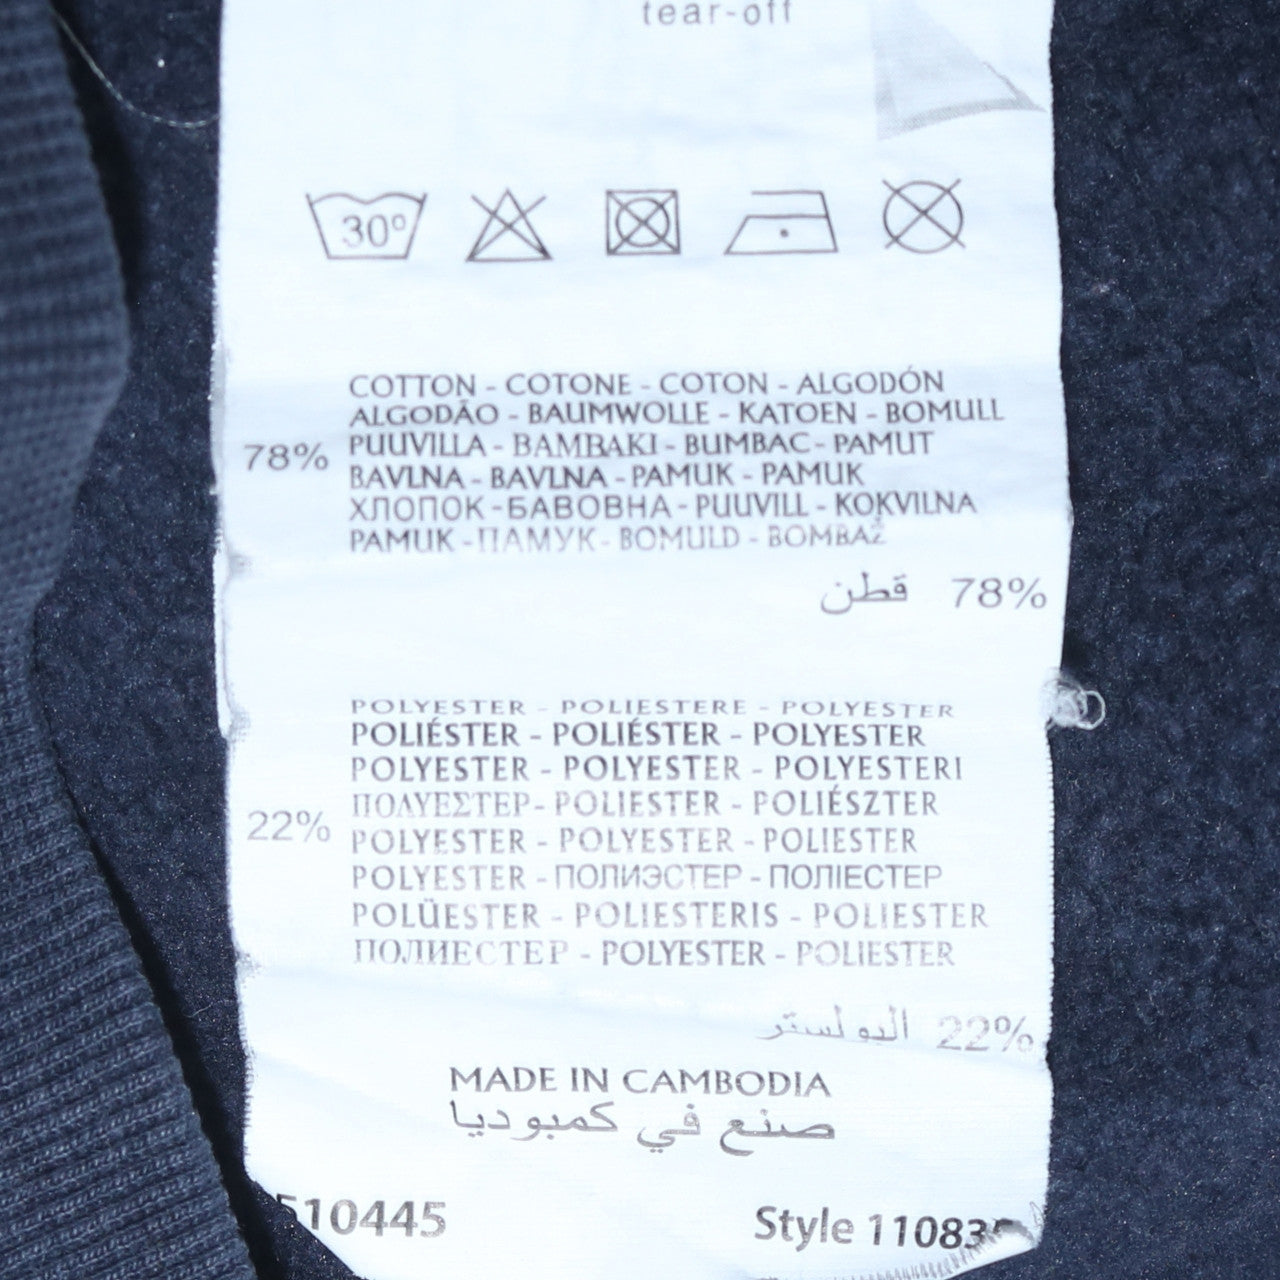 tear-off
30°
COTTON - COTONE - COTON - ALGODÓN
ALGODÃO - BAUMWOLLE - KATOEN - BOMULL
78% PUUVILLA - BAMBAKI - BUMBAC - PAMUT
BAVLNA - BAVLNA - PAMUK - PAMUK
ХЛОПОК - БАВОВНА - PUUVILL - KOKVILNA
PAMUK - ПАМУК - BOMULD - BOMBAŽ
قطن 78%
POLYESTER - POLIESTERE - POLYESTER
POLIÉSTER - POLIÉSTER - POLYESTER
POLYESTER - POLYESTER - POLYESTERI
22% ΠΟΛΥΕΣΤΕΡ - POLIESTER - POLIÉSZTER
POLYESTER - POLYESTER - POLIESTER
POLYESTER - ПОЛИЭСТЕР - ПОЛІЕСТЕР
POLÜESTER - POLIESTERIS - POLIESTER
ПОЛИЕСТЕР - POLYESTER - POLIESTER
اليولستر 22%
MADE IN CAMBODIA
صنع في كمبوديا
510445 Style